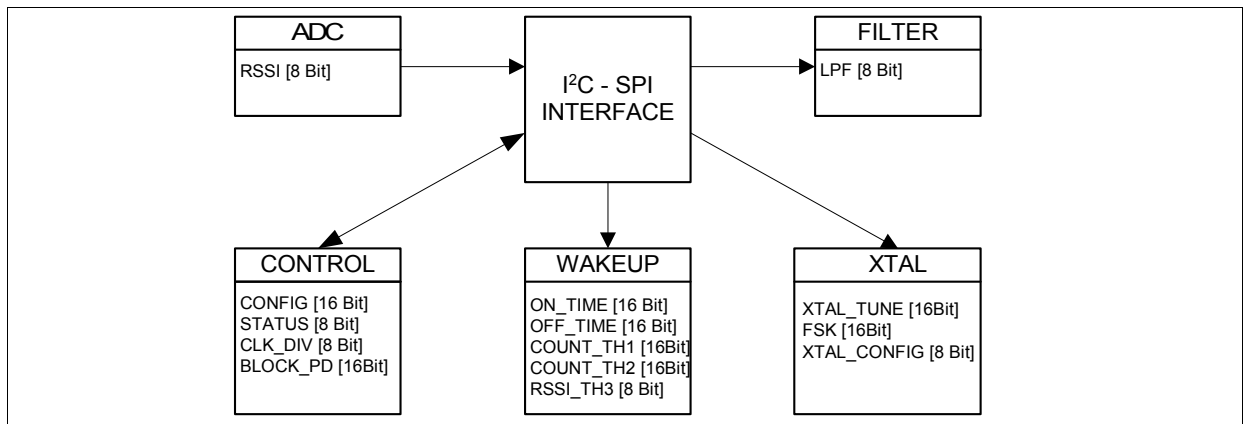 ADC
RSSI [8 Bit]
I²C - SPI
INTERFACE
FILTER
LPF [8 Bit]
CONTROL
CONFIG [16 Bit]
STATUS [8 Bit]
CLK_DIV [8 Bit]
BLOCK_PD [16Bit]
WAKEUP
ON_TIME [16 Bit]
OFF_TIME [16 Bit]
COUNT_TH1 [16Bit]
COUNT_TH2 [16Bit]
RSSI_TH3 [8 Bit]
XTAL
XTAL_TUNE [16Bit]
FSK [16Bit]
XTAL_CONFIG [8 Bit]